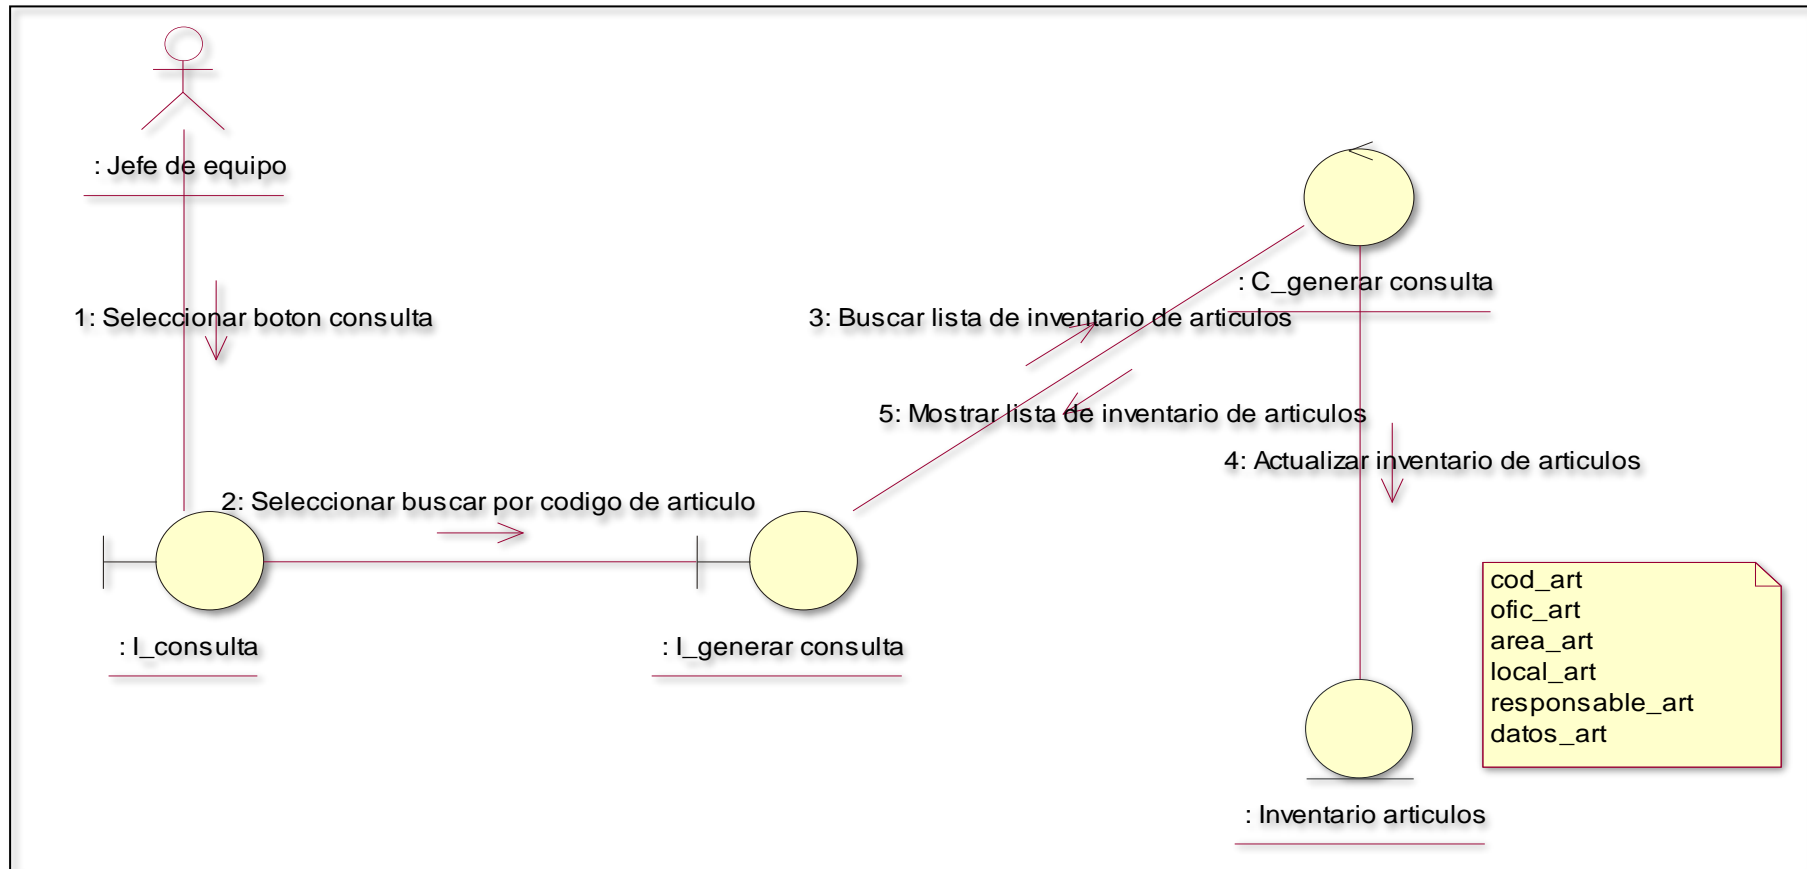 : Jefe de equipo
: C_generar consulta
1: Seleccionar boton consulta
3: Buscar lista de inventario de articulos
5: Mostrar lista de inventario de articulos
4: Actualizar inventario de articulos
2: Seleccionar buscar por codigo de articulo
: I_consulta
: I_generar consulta
cod_art
ofic_art
area_art
local_art
responsable_art
datos_art
: Inventario articulos